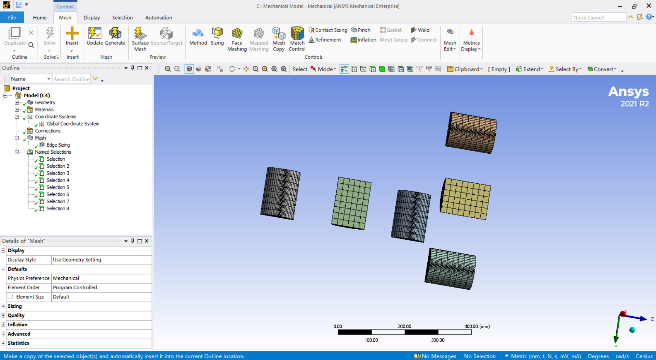 C : Mechanical Model - Mechanical [ANSYS Mechanical Enterprise]
Context
File Home Mesh Display Selection Automation Quick Launch
Duplicate Solve Insert Update Generate Surface Mesh Source/Target Method Sizing Face Meshing Mapped Meshing Mesh Copy Match Control Contact Sizing Refinement Pinch Inflation Gasket Mesh Group Weld Connect Mesh Edit Metrics Display
Outline Solve Insert Mesh Preview Controls
Outline
Name Search Outline
Select Mode Clipboard [ Empty ] Extend Select By Convert
Project
Model (C4)
Geometry
Materials
Coordinate Systems
Global Coordinate System
Connections
Mesh
Edge Sizing
Named Selections
Selection
Selection 2
Selection 3
Selection 4
Selection 5
Selection 6
Selection 7
Selection 8
Ansys
2021 R2
Details of "Mesh"
Display
Display Style Use Geometry Setting
Defaults
Physics Preference Mechanical
Element Order Program Controlled
Element Size Default
Sizing
Quality
Inflation
Advanced
Statistics
0.00 200.00 400.00 (mm)
100.00 300.00
Z
Make a copy of the selected object(s) and automatically insert it into the current Outline location. No Messages No Selection Metric (mm, t, N, s, mV, mA) Degrees rad/s Celsius